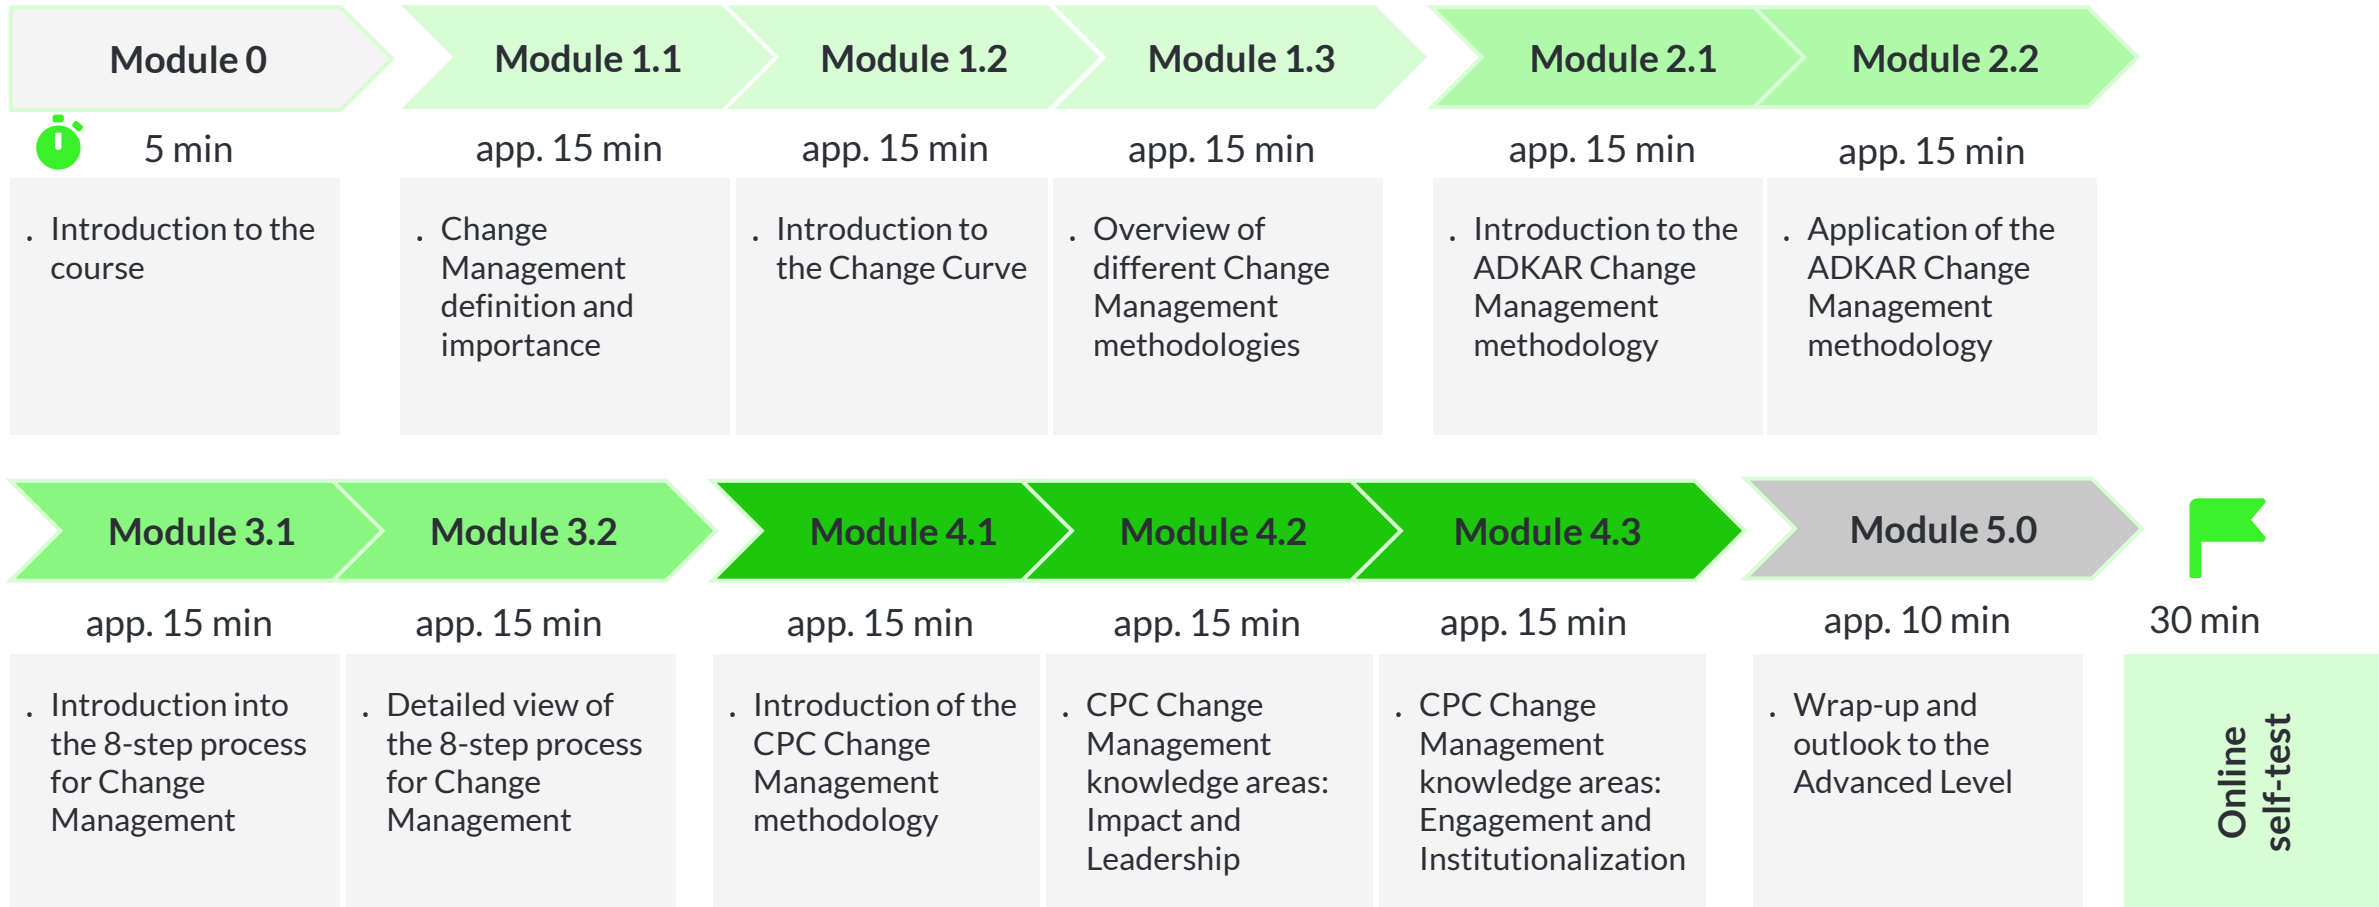 Module 0
Module 1.1
Module 1.2
Module 1.3
Module 2.1
Module 2.2
5 min
app. 15 min
app. 15 min
app. 15 min
app. 15 min
app. 15 min
. Introduction to the
course
. Change
Management
definition and
importance
. Introduction to
the Change Curve
. Overview of
different Change
Management
methodologies
. Introduction to the
ADKAR Change
Management
methodology
. Application of the
ADKAR Change
Management
methodology
Module 3.1
Module 3.2
Module 4.1
Module 4.2
Module 4.3
Module 5.0
app. 15 min
app. 15 min
app. 15 min
app. 15 min
app. 15 min
app. 10 min
30 min
. Introduction into
the 8-step process
for Change
Management
. Detailed view of
the 8-step process
for Change
Management
. Introduction of the
CPC Change
Management
methodology
. CPC Change
Management
knowledge areas:
Impact and
Leadership
. CPC Change
Management
knowledge areas:
Engagement and
Institutionalization
. Wrap-up and
outlook to the
Advanced Level
Online
self-test